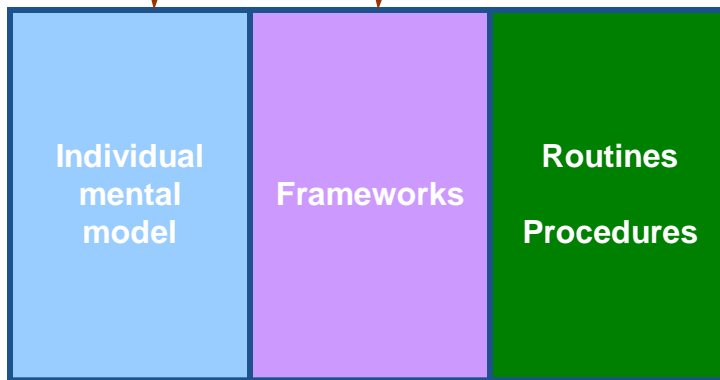 Individual
mental
model
Frameworks
Routines
Procedures